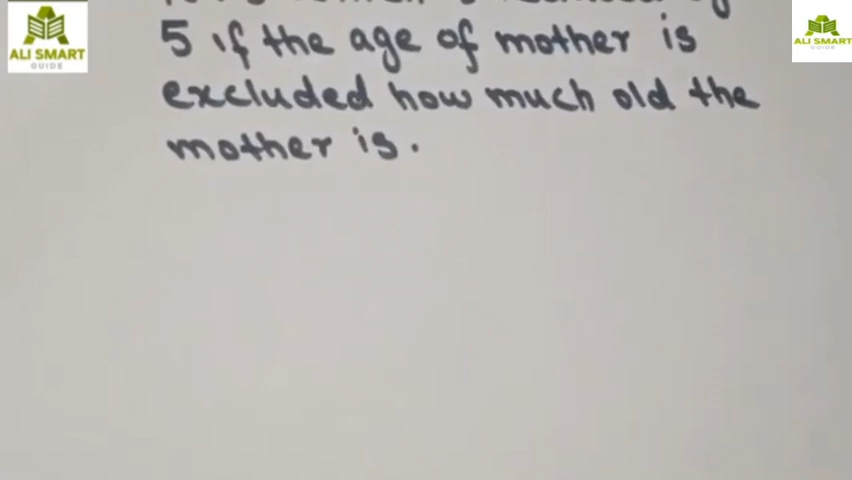 5 if the age of mother is
excluded how much old the
mother is.
ALI SMART
GUIDE
ALI SMART
GUIDE